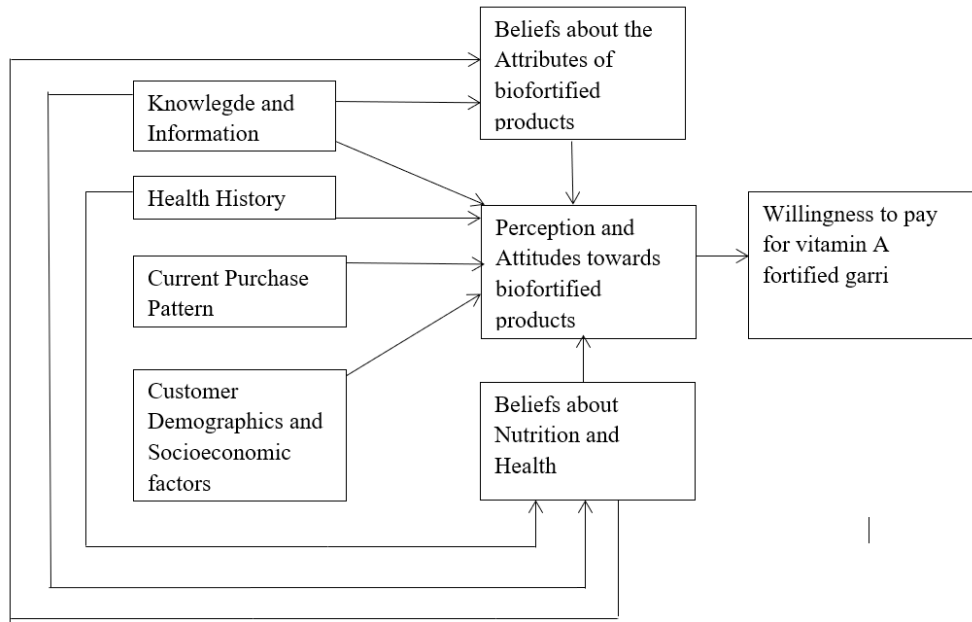 Beliefs about the
Attributes of
biofortified
products
Knowlegde and
Information
Health History
Current Purchase
Pattern
Customer
Demographics and
Socioeconomic
factors
Perception and
Attitudes towards
biofortified
products
Beliefs about
Nutrition and
Health
Willingness to pay
for vitamin A
fortified garri